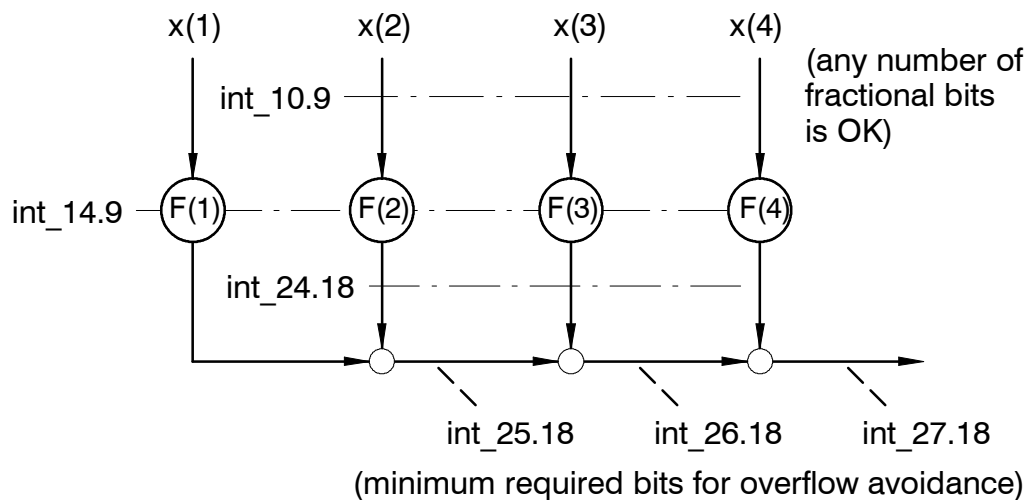 x(1) x(2) x(3) x(4)
(any number of
fractional bits
is OK)
int_10.9
int_14.9 F(1) F(2) F(3) F(4)
int_24.18
int_25.18 int_26.18 int_27.18
(minimum required bits for overflow avoidance)